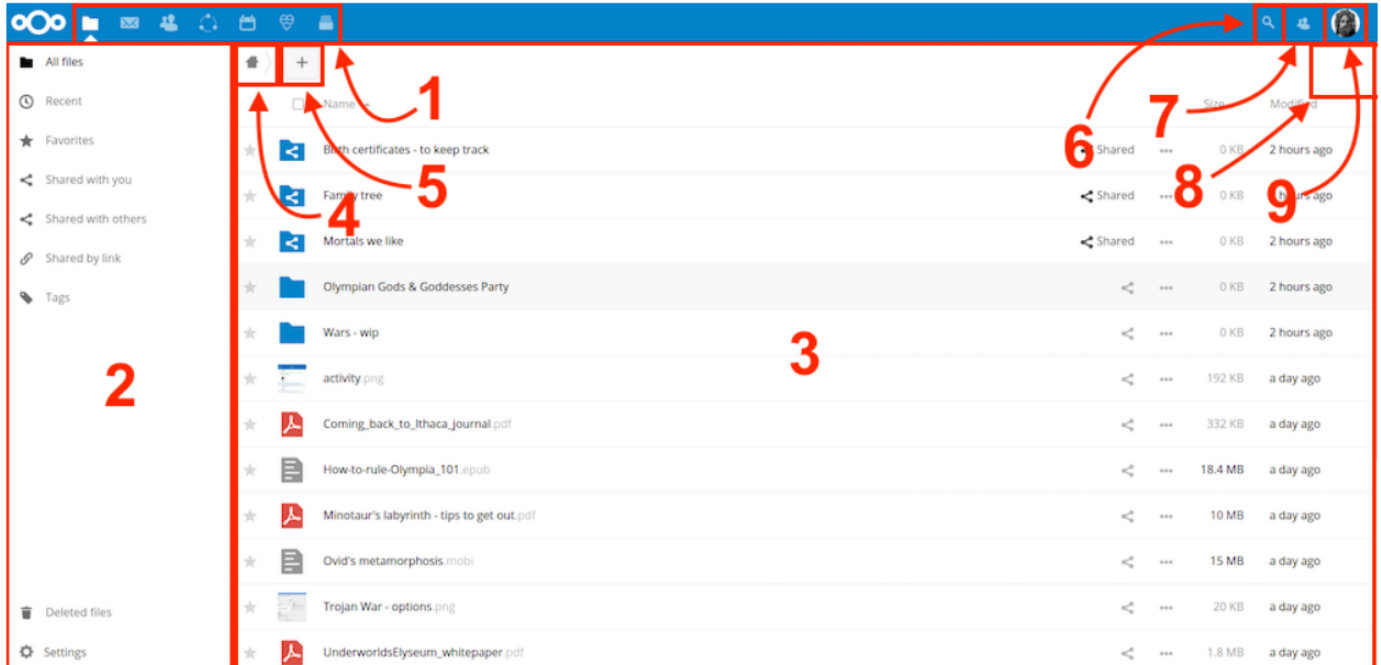 All files
Recent
Favorites
Shared with you
Shared with others
Shared by link
Tags
2
Deleted files
Settings
+
1
6
7
8
9
Name Size Modified
Birth certificates - to keep track Shared 0 KB 2 hours ago
5
4
Family tree Shared 0 KB hours ago
Mortals we like Shared 0 KB 2 hours ago
Olympian Gods & Goddesses Party 0 KB 2 hours ago
Wars - wip 0 KB 2 hours ago
3
activity.png 192 KB a day ago
Coming_back_to_Ithaca_journal.pdf 332 KB a day ago
How-to-rule-Olympia_101.epub 18.4 MB a day ago
Minotaur's labyrinth - tips to get out.pdf 10 MB a day ago
Ovid's metamorphosis.mobi 15 MB a day ago
Trojan War - options.png 20 KB a day ago
UnderworldsElyseum_whitepaper.pdf 1.8 MB a day ago